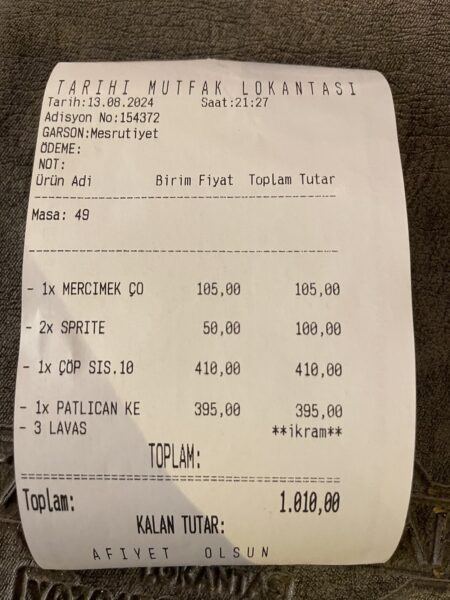 TARIHI MUTFAK LOKANTASI
Tarih:13.08.2024 Saat:21:27
Adisyon No:154372
GARSON:Mesrutiyet
ÖDEME:
NOT:
Ürün Adi Birim Fiyat Toplam Tutar
Masa: 49
- 1x MERCIMEK ÇO 105,00 105,00
- 2x SPRITE 50,00 100,00
- 1x ÇÖP SIS.10 410,00 410,00
- 1x PATLICAN KE 395,00 395,00
- 3 LAVAS **ikram**
TOPLAM:
Toplam: 1.010,00
KALAN TUTAR:
AFIYET OLSUN
LOKANTASI